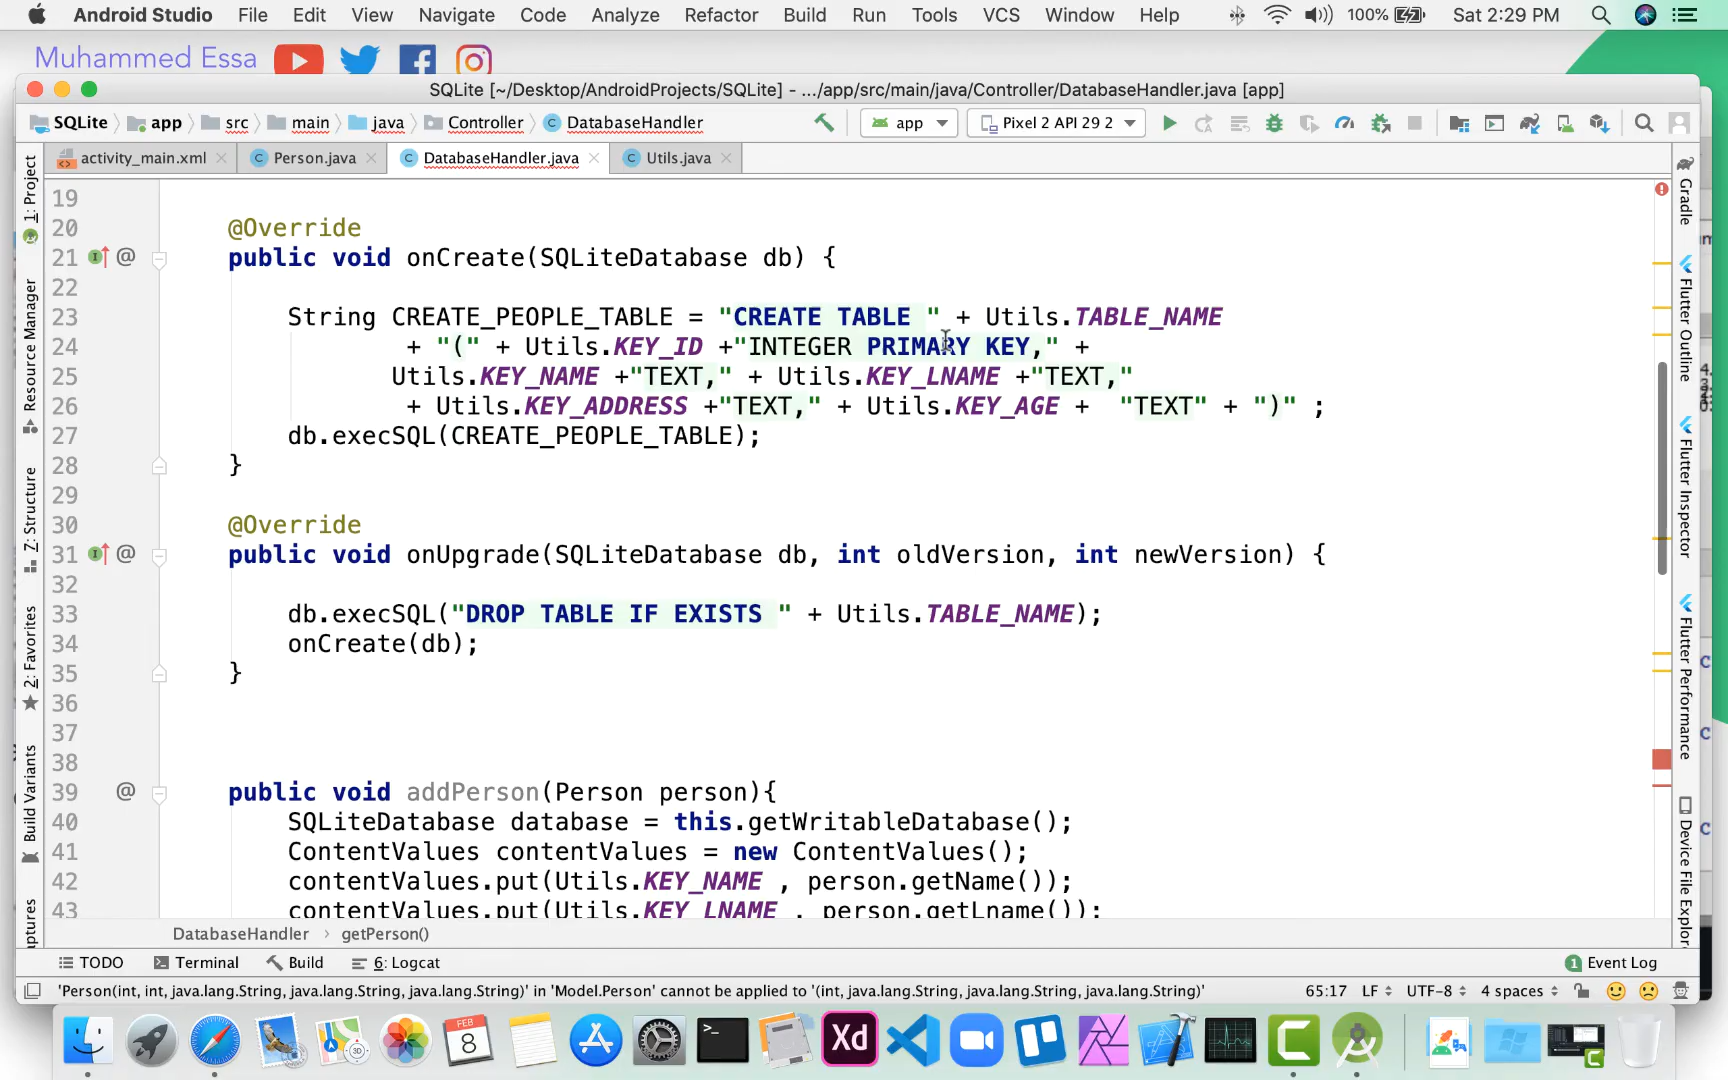 Android Studio File Edit View Navigate Code Analyze Refactor Build Run Tools VCS Window Help 100% Sat 2:29 PM
Muhammed Essa
SQLite [~/Desktop/AndroidProjects/SQLite] - .../app/src/main/java/Controller/DatabaseHandler.java [app]
SQLite app src main java Controller DatabaseHandler app Pixel 2 API 29 2
activity_main.xml Person.java DatabaseHandler.java Utils.java
19
20 @Override
21 @ public void onCreate(SQLiteDatabase db) {
22
23 String CREATE_PEOPLE_TABLE = "CREATE TABLE " + Utils.TABLE_NAME
24 + "(" + Utils.KEY_ID +"INTEGER PRIMARY KEY," +
25 Utils.KEY_NAME +"TEXT," + Utils.KEY_LNAME +"TEXT,"
26 + Utils.KEY_ADDRESS +"TEXT," + Utils.KEY_AGE + "TEXT" + ")" ;
27 db.execSQL(CREATE_PEOPLE_TABLE);
28 }
29
30 @Override
31 @ public void onUpgrade(SQLiteDatabase db, int oldVersion, int newVersion) {
32
33 db.execSQL("DROP TABLE IF EXISTS " + Utils.TABLE_NAME);
34 onCreate(db);
35 }
36
37
38
39 @ public void addPerson(Person person){
40 SQLiteDatabase database = this.getWritableDatabase();
41 ContentValues contentValues = new ContentValues();
42 contentValues.put(Utils.KEY_NAME , person.getName());
43 contentValues.put(Utils.KEY_LNAME , person.getLname());
DatabaseHandler getPerson()
TODO Terminal Build 6: Logcat 1 Event Log
'Person(int, int, java.lang.String, java.lang.String, java.lang.String)' in 'Model.Person' cannot be applied to '(int, java.lang.String, java.lang.String, java.lang.String)' 65:17 LF UTF-8 4 spaces
1: Project
Resource Manager
Z: Structure
2: Favorites
Build Variants
Gradle
Flutter Outline
Flutter Inspector
Flutter Performance
Device File Explorer
FEB
8
Xd